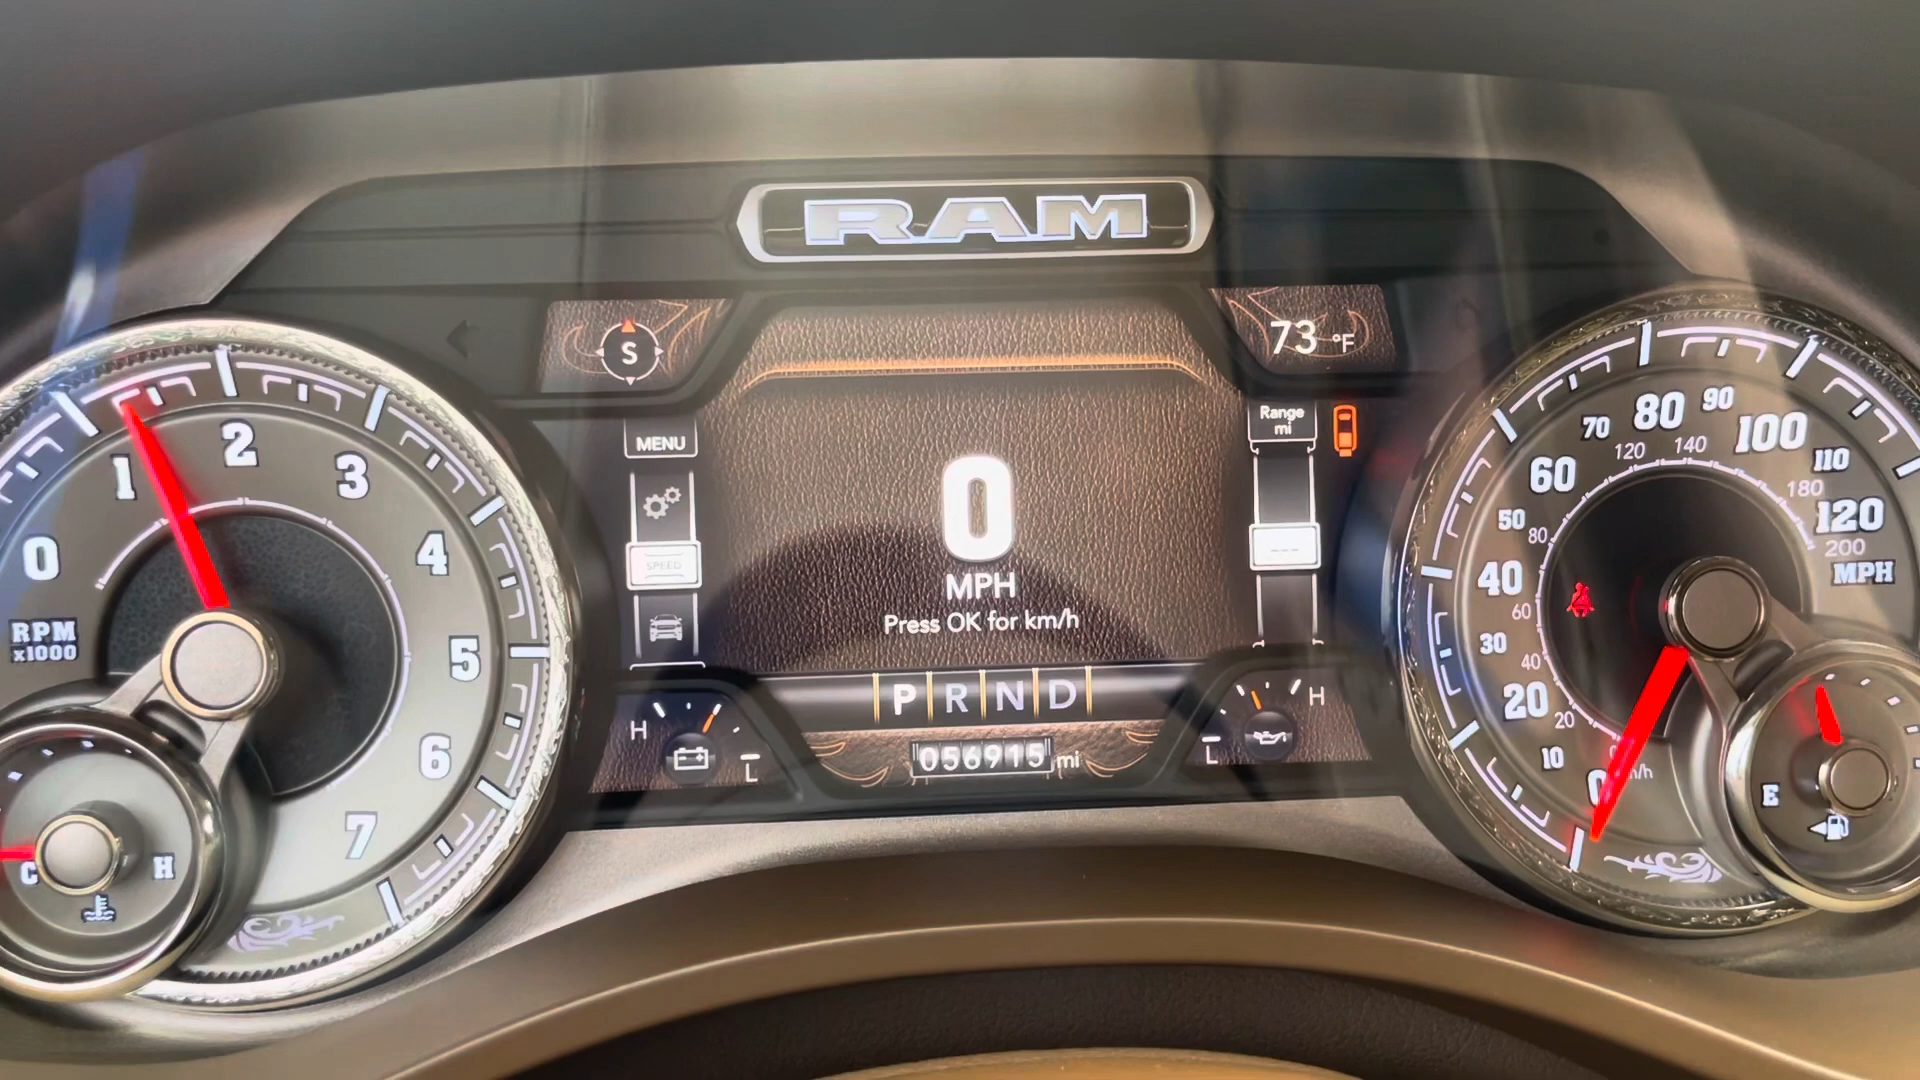 RAM
S
73 °F
MENU
SPEED
Range
mi
---
0
MPH
Press OK for km/h
P R N D
056915 mi
H
L
H
L
0
1
2
3
4
5
6
7
RPM
x1000
C
H
0
10
20
30
40
50
60
70
80
90
100
110
120
MPH
20
40
60
80
120
140
180
200
E